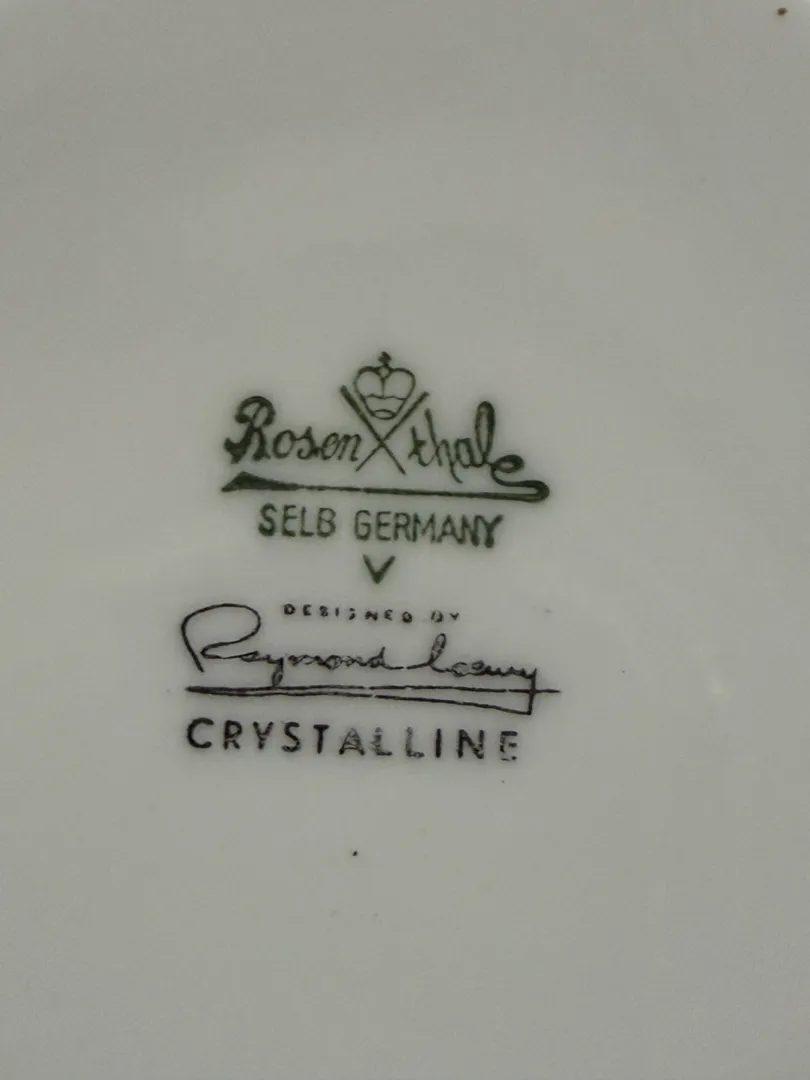 Rosenthal
SELB GERMANY
V
DESIGNED BY
Raymond Loewy
CRYSTALLINE